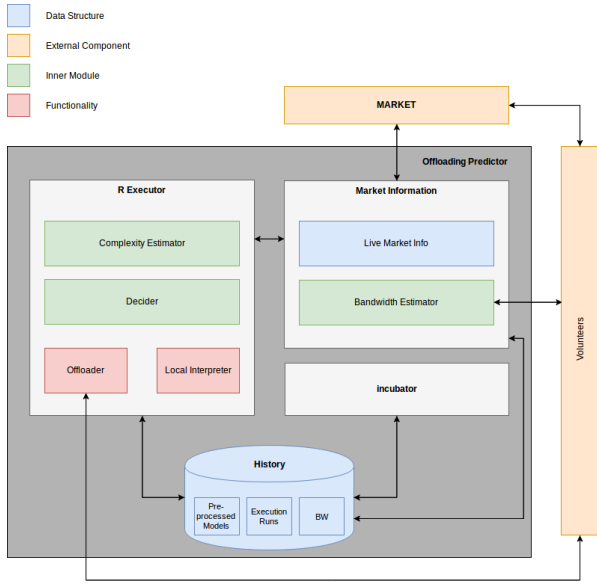 Data Structure
External Component
Inner Module
Functionality
MARKET
Offloading Predictor
R Executor
Market Information
Complexity Estimator
Live Market Info
Decider
Bandwidth Estimator
Offloader
Local Interpreter
incubator
Volunteers
History
Pre-
processed
Models
Execution
Runs
BW